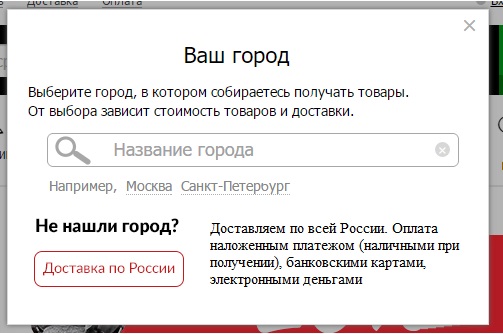 Доставка Оплата
Ваш город
Выберите город, в котором собираетесь получать товары.
От выбора зависит стоимость товаров и доставки.
Название города
Например, Москва Санкт-Петербург
Не нашли город?
Доставка по России
Доставляем по всей России. Оплата
наложенным платежом (наличными при
получении), банковскими картами,
электронными деньгами